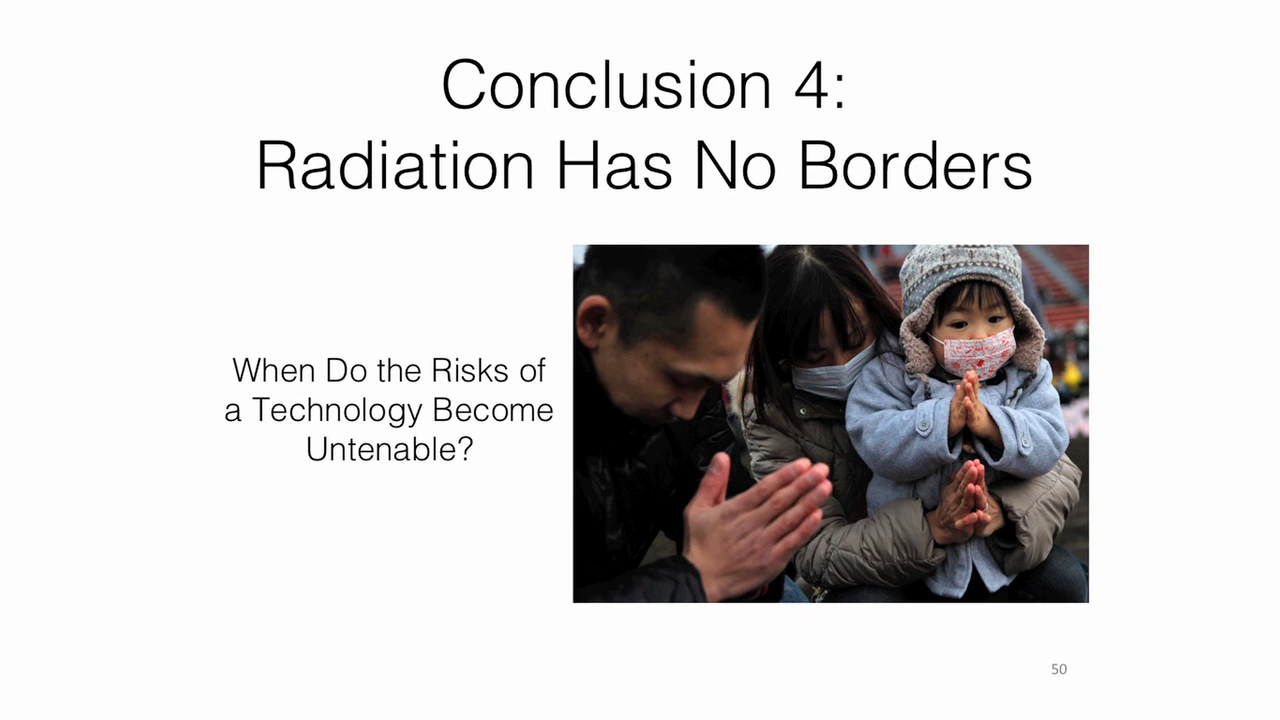 Conclusion 4:
Radiation Has No Borders
When Do the Risks of
a Technology Become
Untenable?
50